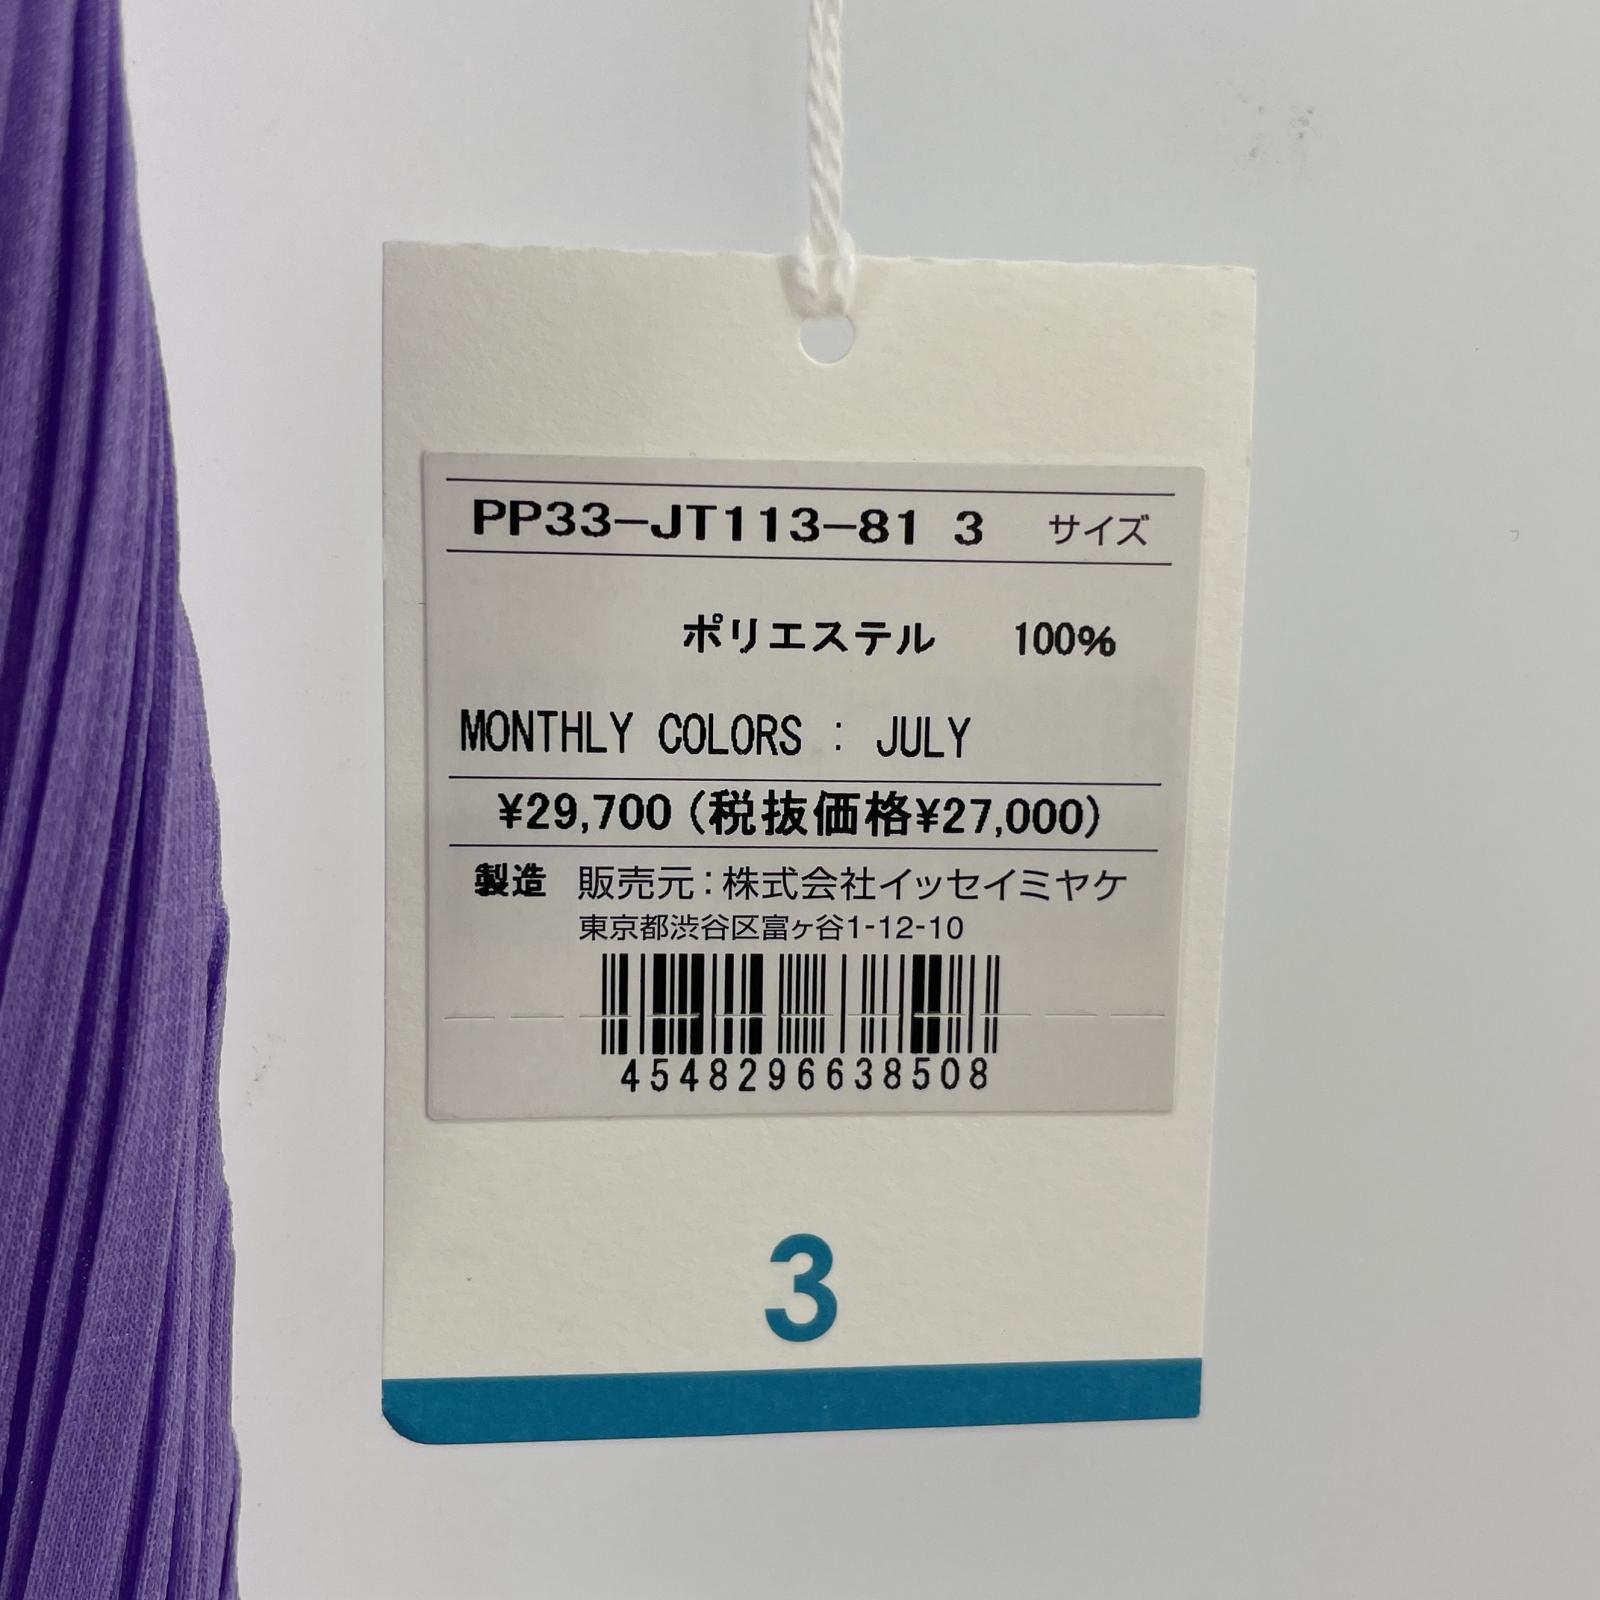 PP33-JT113-81 3 サイズ
ポリエステル 100%
MONTHLY COLORS : JULY
¥29,700 (税抜価格¥27,000)
製造 販売元:株式会社イッセイミヤケ
東京都渋谷区富ヶ谷1-12-10
4548296638508
3